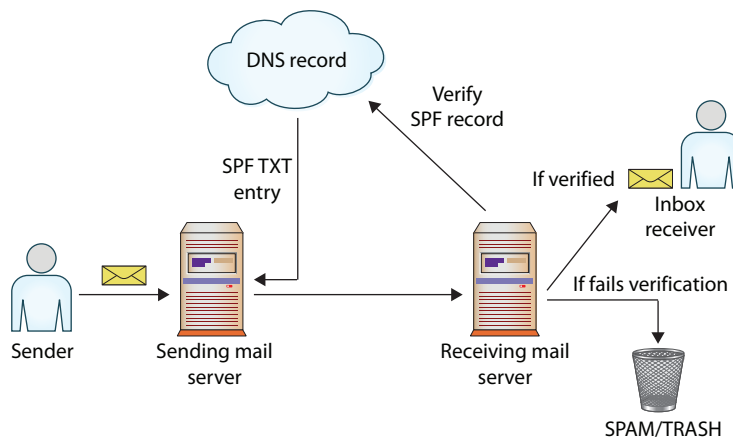 DNS record
Verify
SPF record
SPF TXT
entry
If verified
Inbox
receiver
If fails verification
Sender
Sending mail
server
Receiving mail
server
SPAM/TRASH